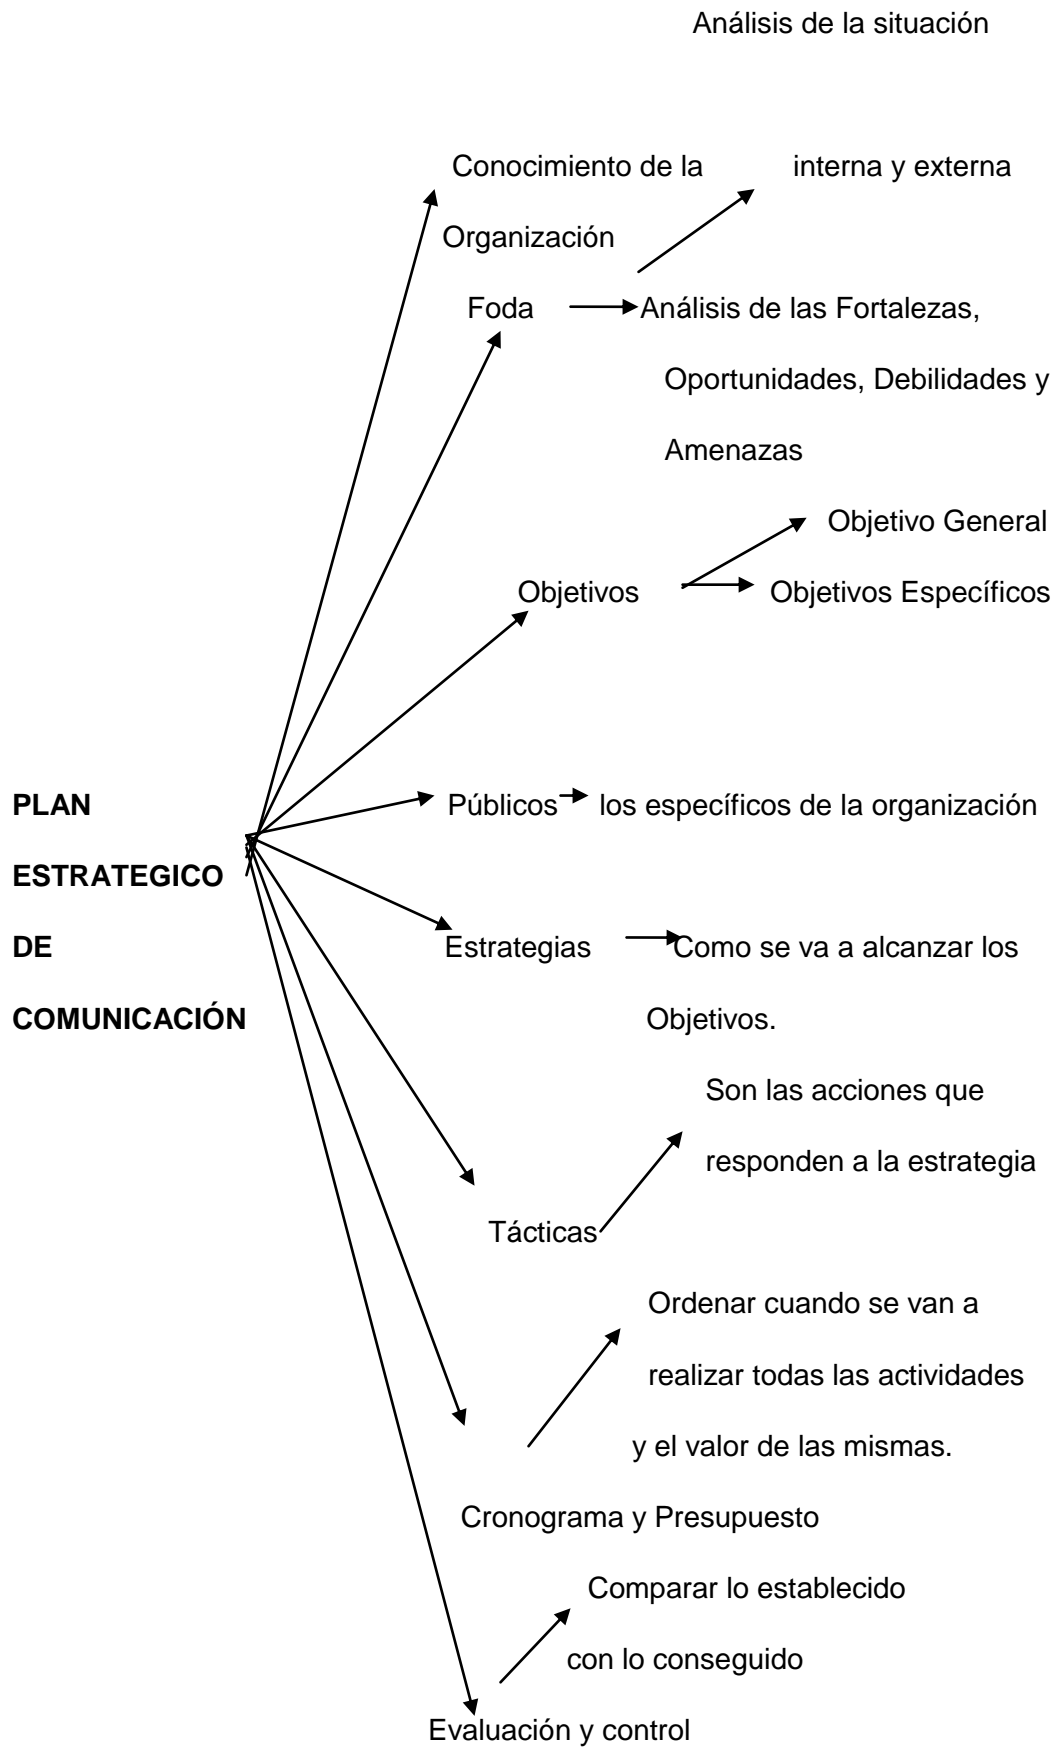 Análisis de la situación
Conocimiento de la interna y externa
Organización
Foda Análisis de las Fortalezas,
Oportunidades, Debilidades y
Amenazas
Objetivo General
Objetivos Objetivos Específicos
PLAN Públicos los específicos de la organización
ESTRATEGICO
DE Estrategias Como se va a alcanzar los
COMUNICACIÓN Objetivos.
Son las acciones que
responden a la estrategia
Tácticas
Ordenar cuando se van a
realizar todas las actividades
y el valor de las mismas.
Cronograma y Presupuesto
Comparar lo establecido
con lo conseguido
Evaluación y control